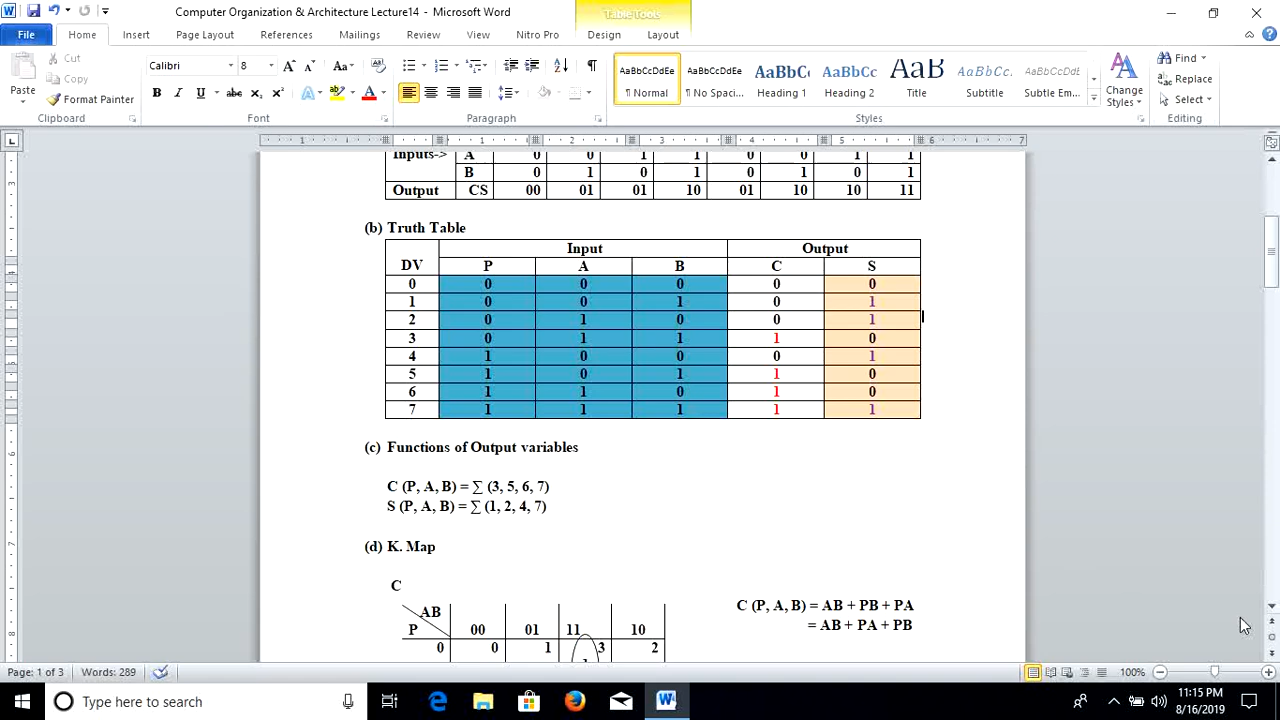 Computer Organization & Architecture Lecture14 - Microsoft Word
Table Tools
File Home Insert Page Layout References Mailings Review View Nitro Pro Design Layout
Paste
Cut
Copy
Format Painter
Calibri 8
AaBbCcDdEe AaBbCcDdEe AaBbC AaBbCc AaB AaBbCcL AaBbCcDdE
¶ Normal ¶ No Spaci... Heading 1 Heading 2 Title Subtitle Subtle Em...
Change Styles
Find
Replace
Select
Clipboard Font Paragraph Styles Editing
Inputs-> A 0 0 1 1 0 0 1 1
B 0 1 0 1 0 1 0 1
Output CS 00 01 01 10 01 10 10 11
(b) Truth Table
Input Output
DV P A B C S
0 0 0 0 0 0
1 0 0 1 0 1
2 0 1 0 0 1
3 0 1 1 1 0
4 1 0 0 0 1
5 1 0 1 1 0
6 1 1 0 1 0
7 1 1 1 1 1
(c) Functions of Output variables
C (P, A, B) = ∑ (3, 5, 6, 7)
S (P, A, B) = ∑ (1, 2, 4, 7)
(d) K. Map
C
AB
P 00 01 11 10
0 0 1 3 2
C (P, A, B) = AB + PB + PA
= AB + PA + PB
Page: 1 of 3 Words: 289 100%
Type here to search
11:15 PM
8/16/2019